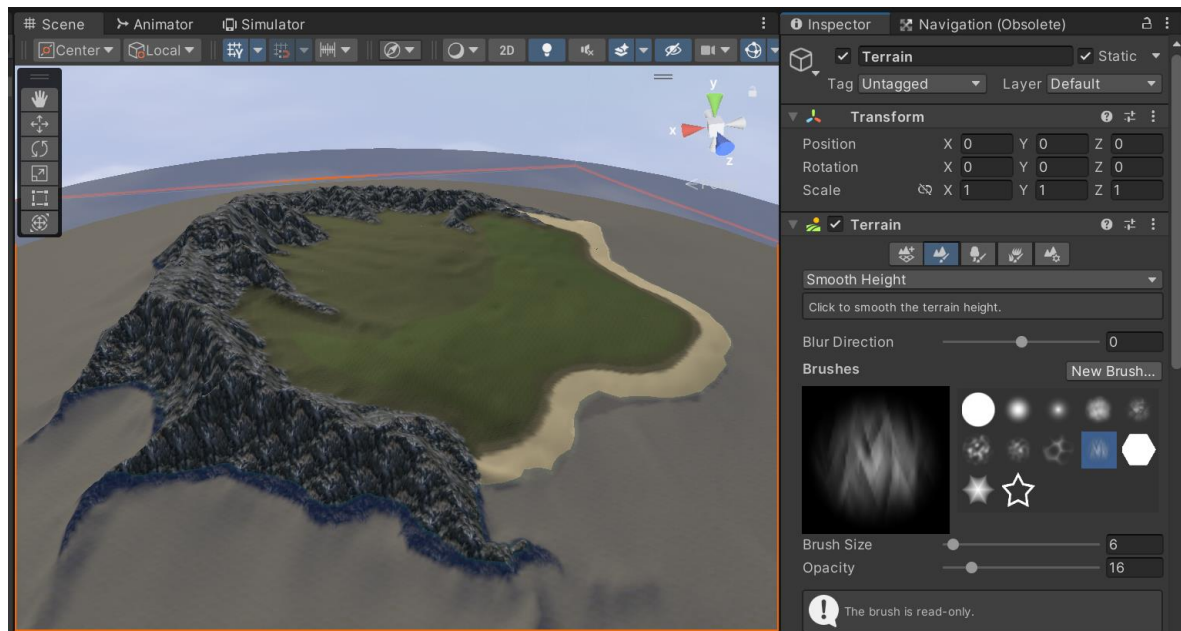 Scene Animator Simulator
Center Local 2D
y
x
z
Inspector Navigation (Obsolete)
Terrain Static
Tag Untagged Layer Default
Transform
Position X 0 Y 0 Z 0
Rotation X 0 Y 0 Z 0
Scale X 1 Y 1 Z 1
Terrain
Smooth Height
Click to smooth the terrain height.
Blur Direction 0
Brushes New Brush...
Brush Size 6
Opacity 16
The brush is read-only.